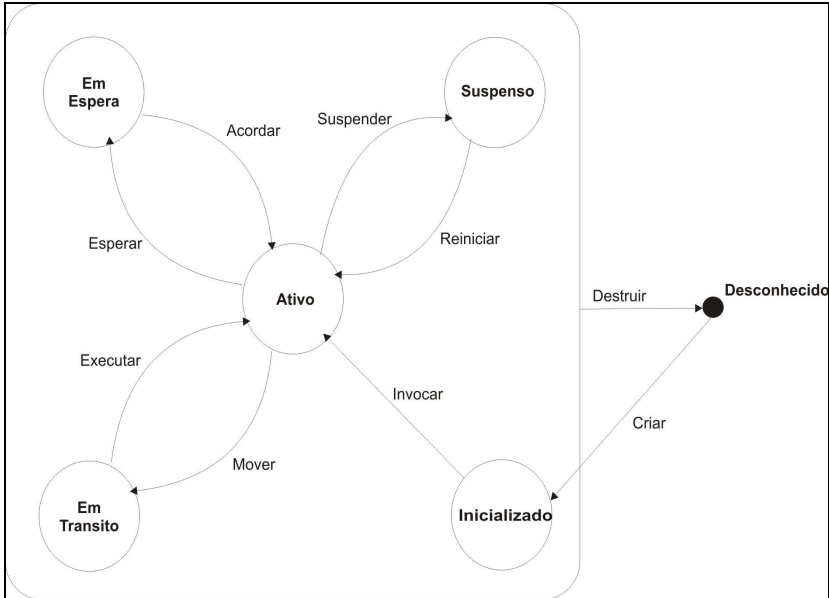 Em
Espera
Suspenso
Suspender
Acordar
Esperar
Reiniciar
Ativo
Destruir
Desconhecido
Executar
Invocar
Criar
Mover
Em
Transito
Inicializado